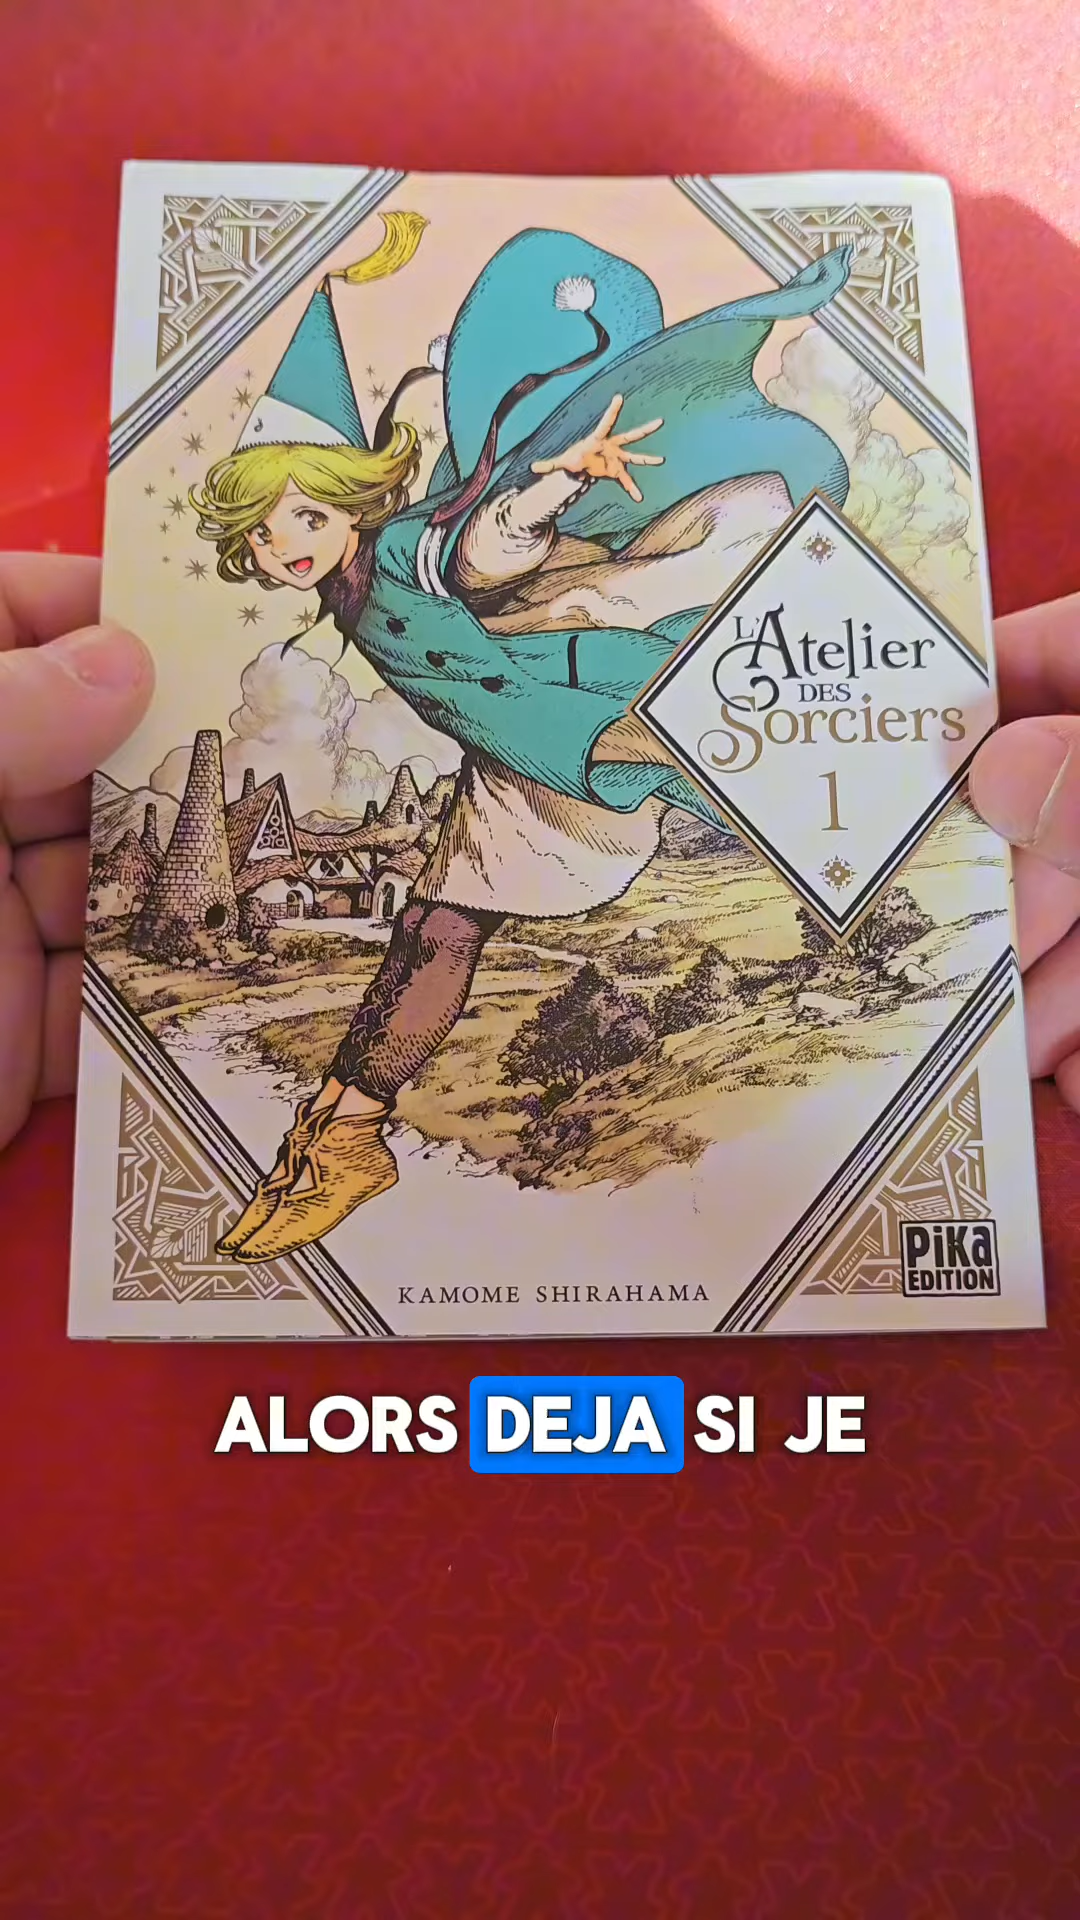 L'Atelier
DES
Sorciers
1
KAMOME SHIRAHAMA
PiKa
EDITION
ALORS DEJA SI JE